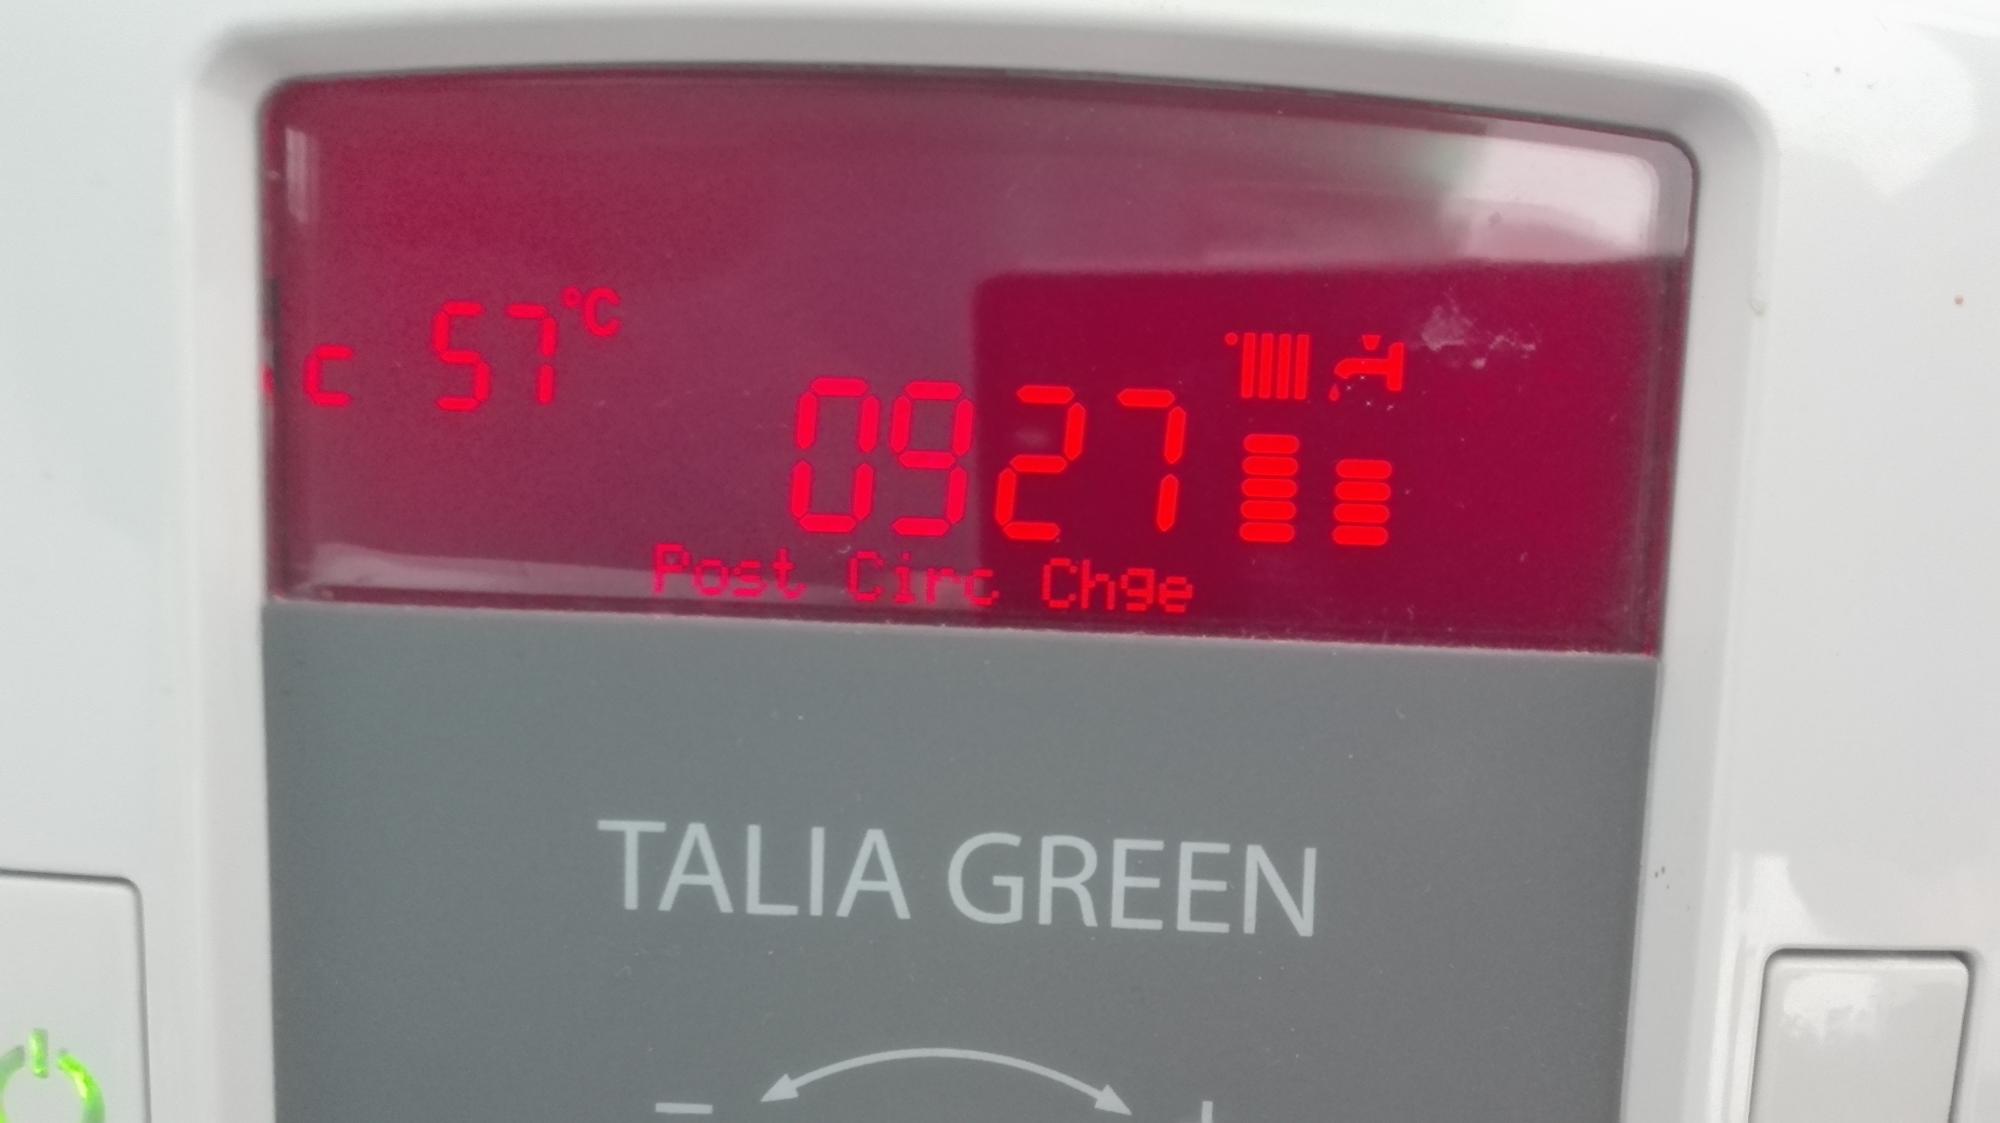 c 57°C
0927
Post Circ Chge
TALIA GREEN
- +